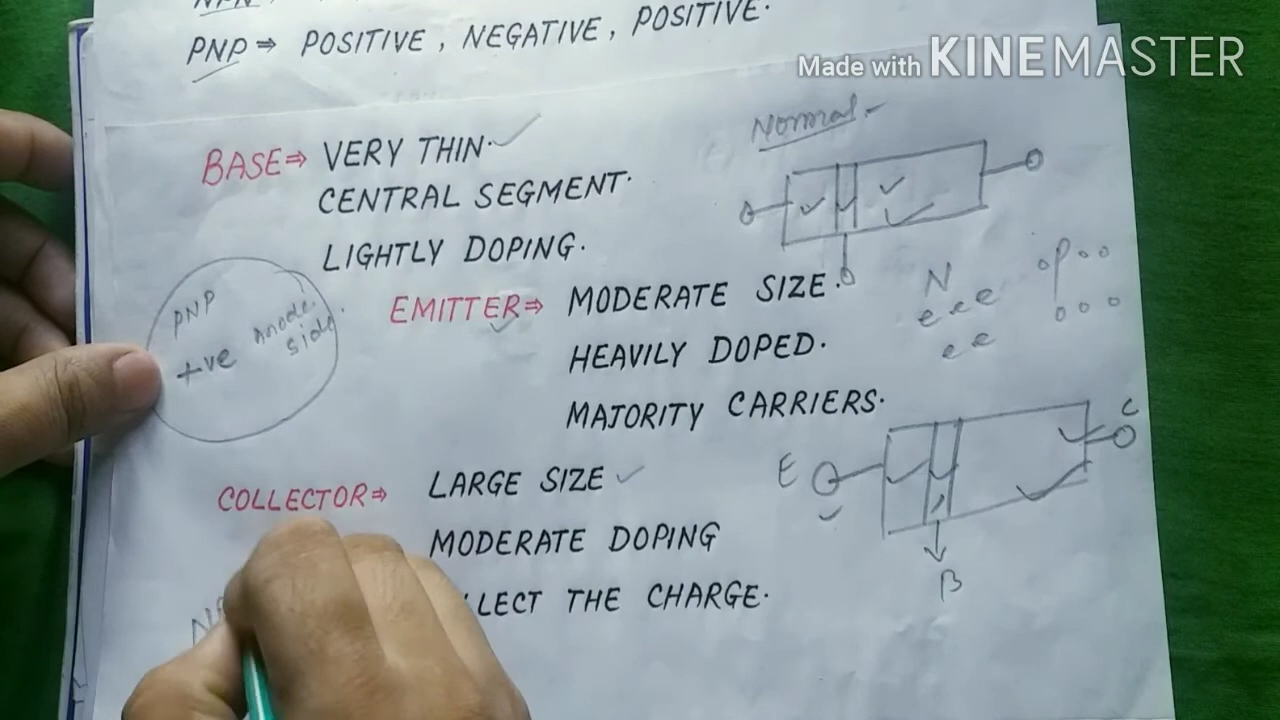 PNP ⇒ POSITIVE, NEGATIVE, POSITIVE.
Made with KINEMASTER
Normal -
BASE ⇒ VERY THIN.
CENTRAL SEGMENT.
LIGHTLY DOPING.
EMITTER ⇒ MODERATE SIZE.
HEAVILY DOPED.
MAJORITY CARRIERS.
PNP
+ve Anode side.
N
e e e
e e
P
COLLECTOR ⇒ LARGE SIZE
MODERATE DOPING
LLECT THE CHARGE.
E
C
B